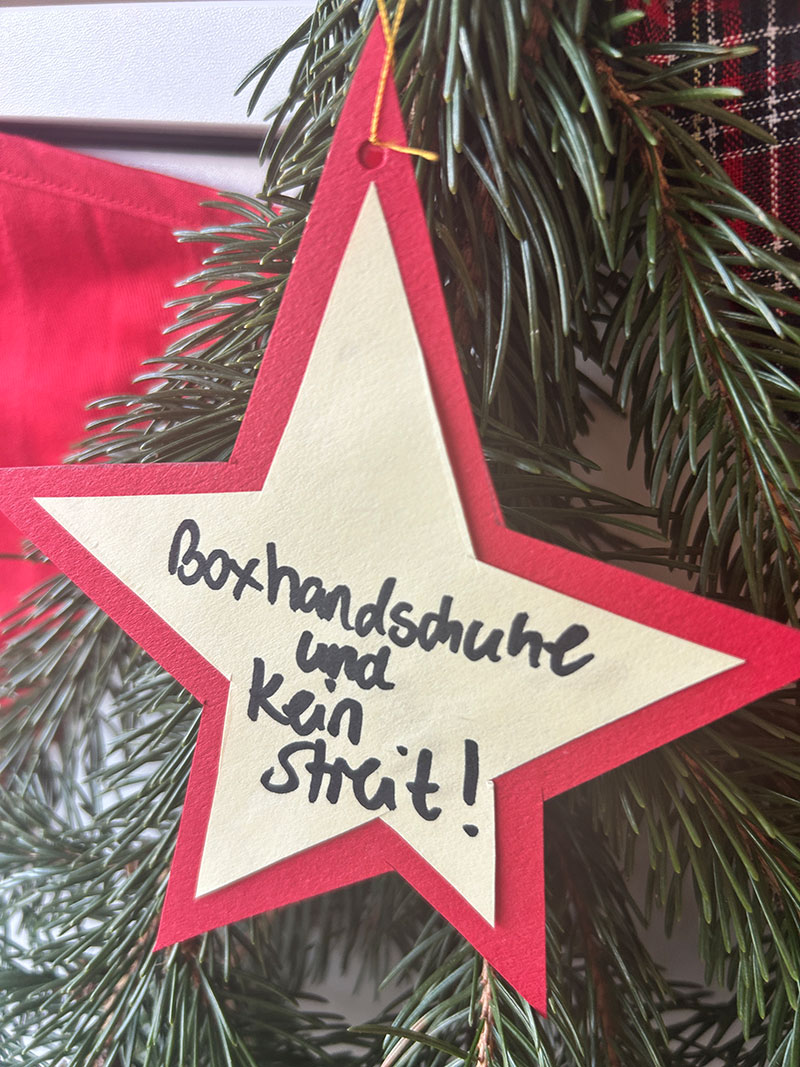 Boxhandschuhe
und
kein
Streit!